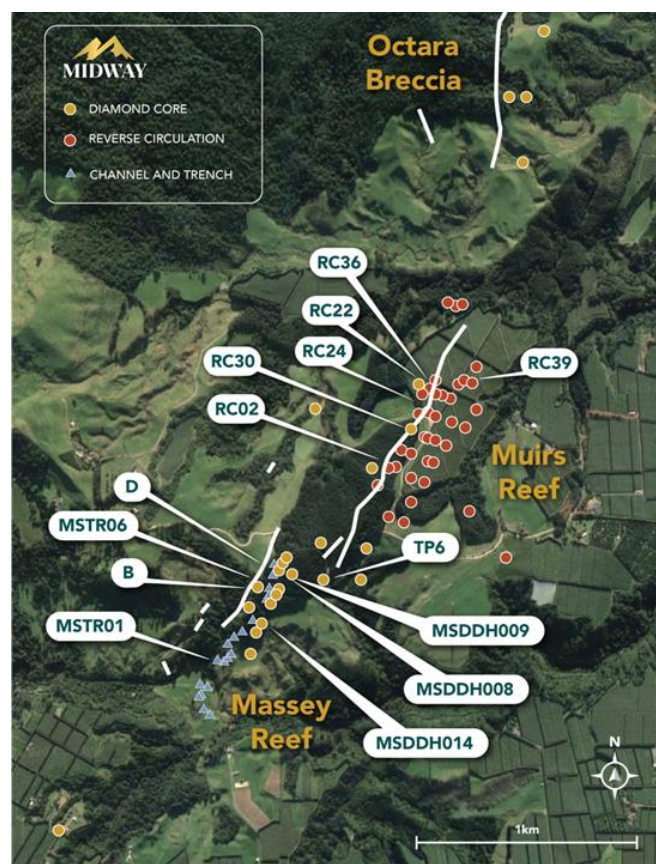 MIDWAY
DIAMOND CORE
REVERSE CIRCULATION
CHANNEL AND TRENCH
Octara
Breccia
RC36
RC22
RC24
RC39
RC30
RC02
Muirs
Reef
D
MSTR06
TP6
B
MSDDH009
MSTR01
MSDDH008
Massey
Reef
MSDDH014
N
1km